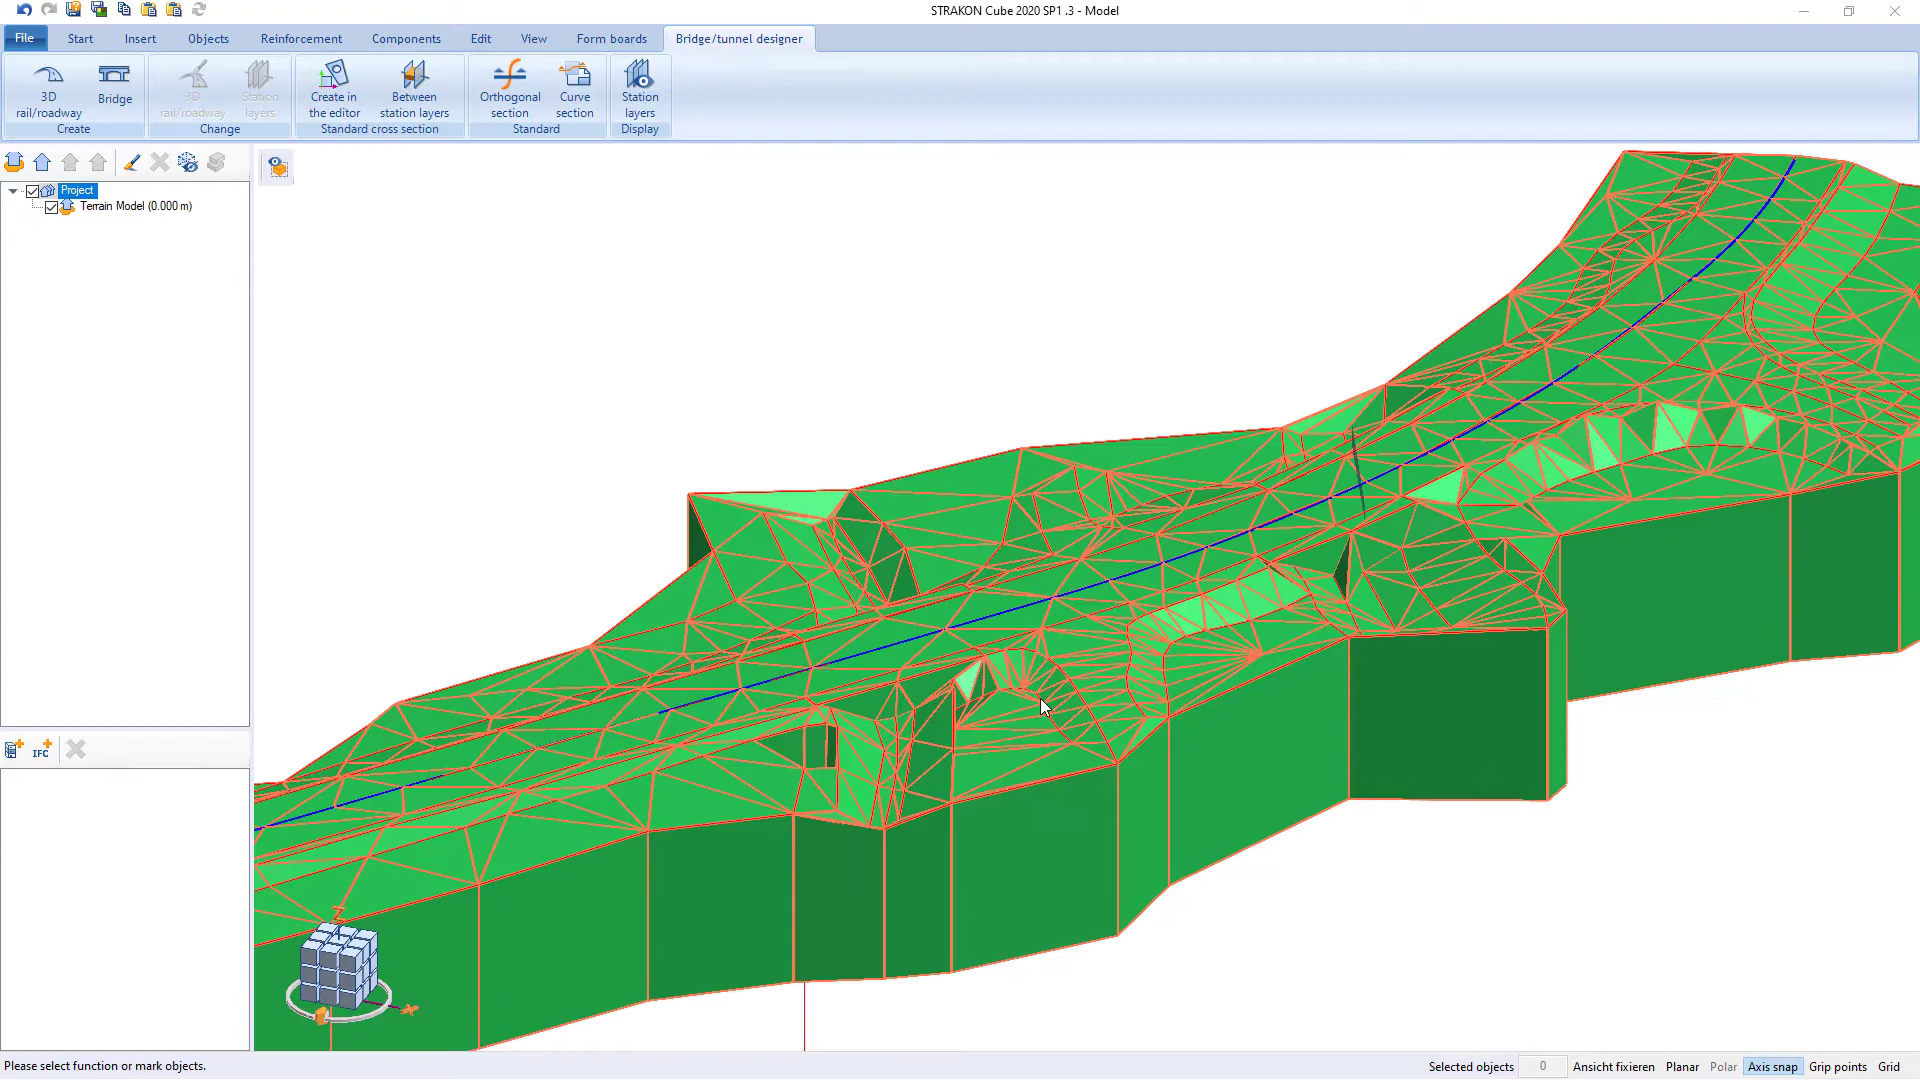 STRAKON Cube 2020 SP1 .3 - Model
File Start Insert Objects Reinforcement Components Edit View Form boards Bridge/tunnel designer
3D rail/roadway
Bridge
Create
3D rail/roadway
Station layers
Change
Create in the editor
Between station layers
Standard cross section
Orthogonal section
Curve section
Standard
Station layers
Display
Project
Terrain Model (0.000 m)
IFC
Z
Please select function or mark objects.
Selected objects 0 Ansicht fixieren Planar Polar Axis snap Grip points Grid